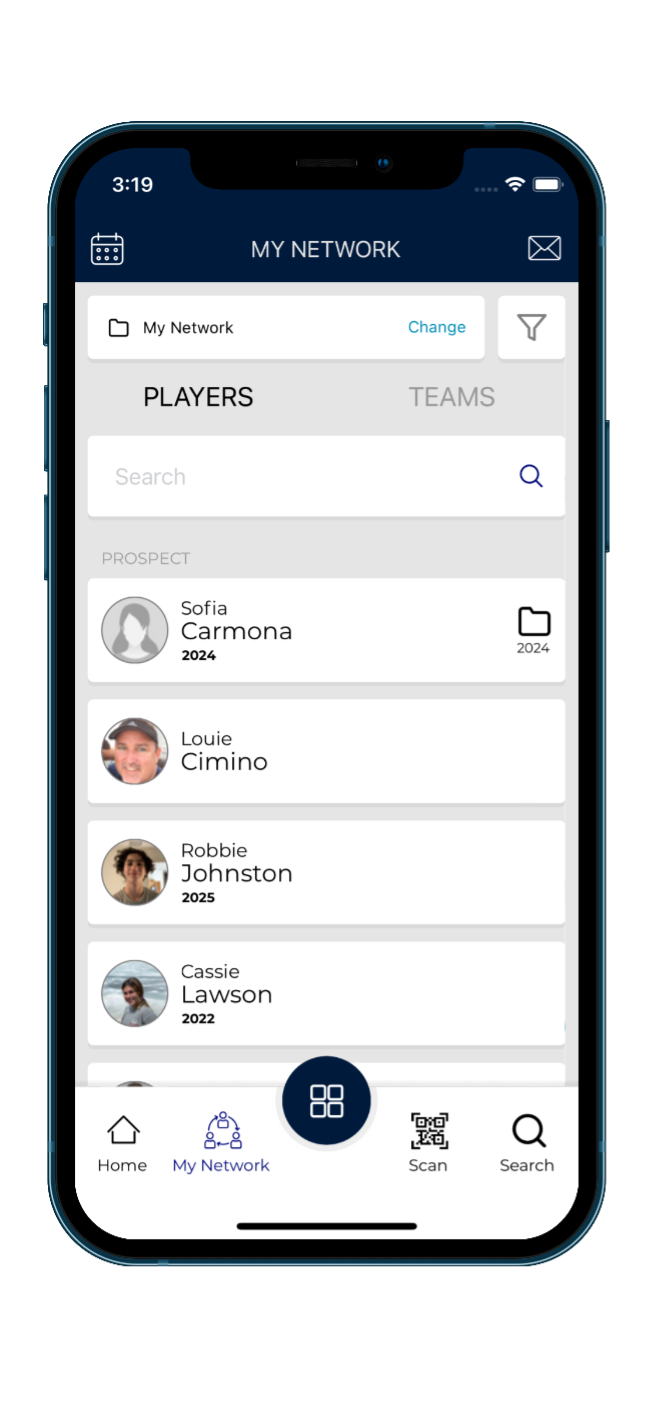 3:19
MY NETWORK
My Network Change
PLAYERS TEAMS
Search
PROSPECT
Sofia
Carmona
2024
2024
Louie
Cimino
Robbie
Johnston
2025
Cassie
Lawson
2022
Home My Network Scan Search